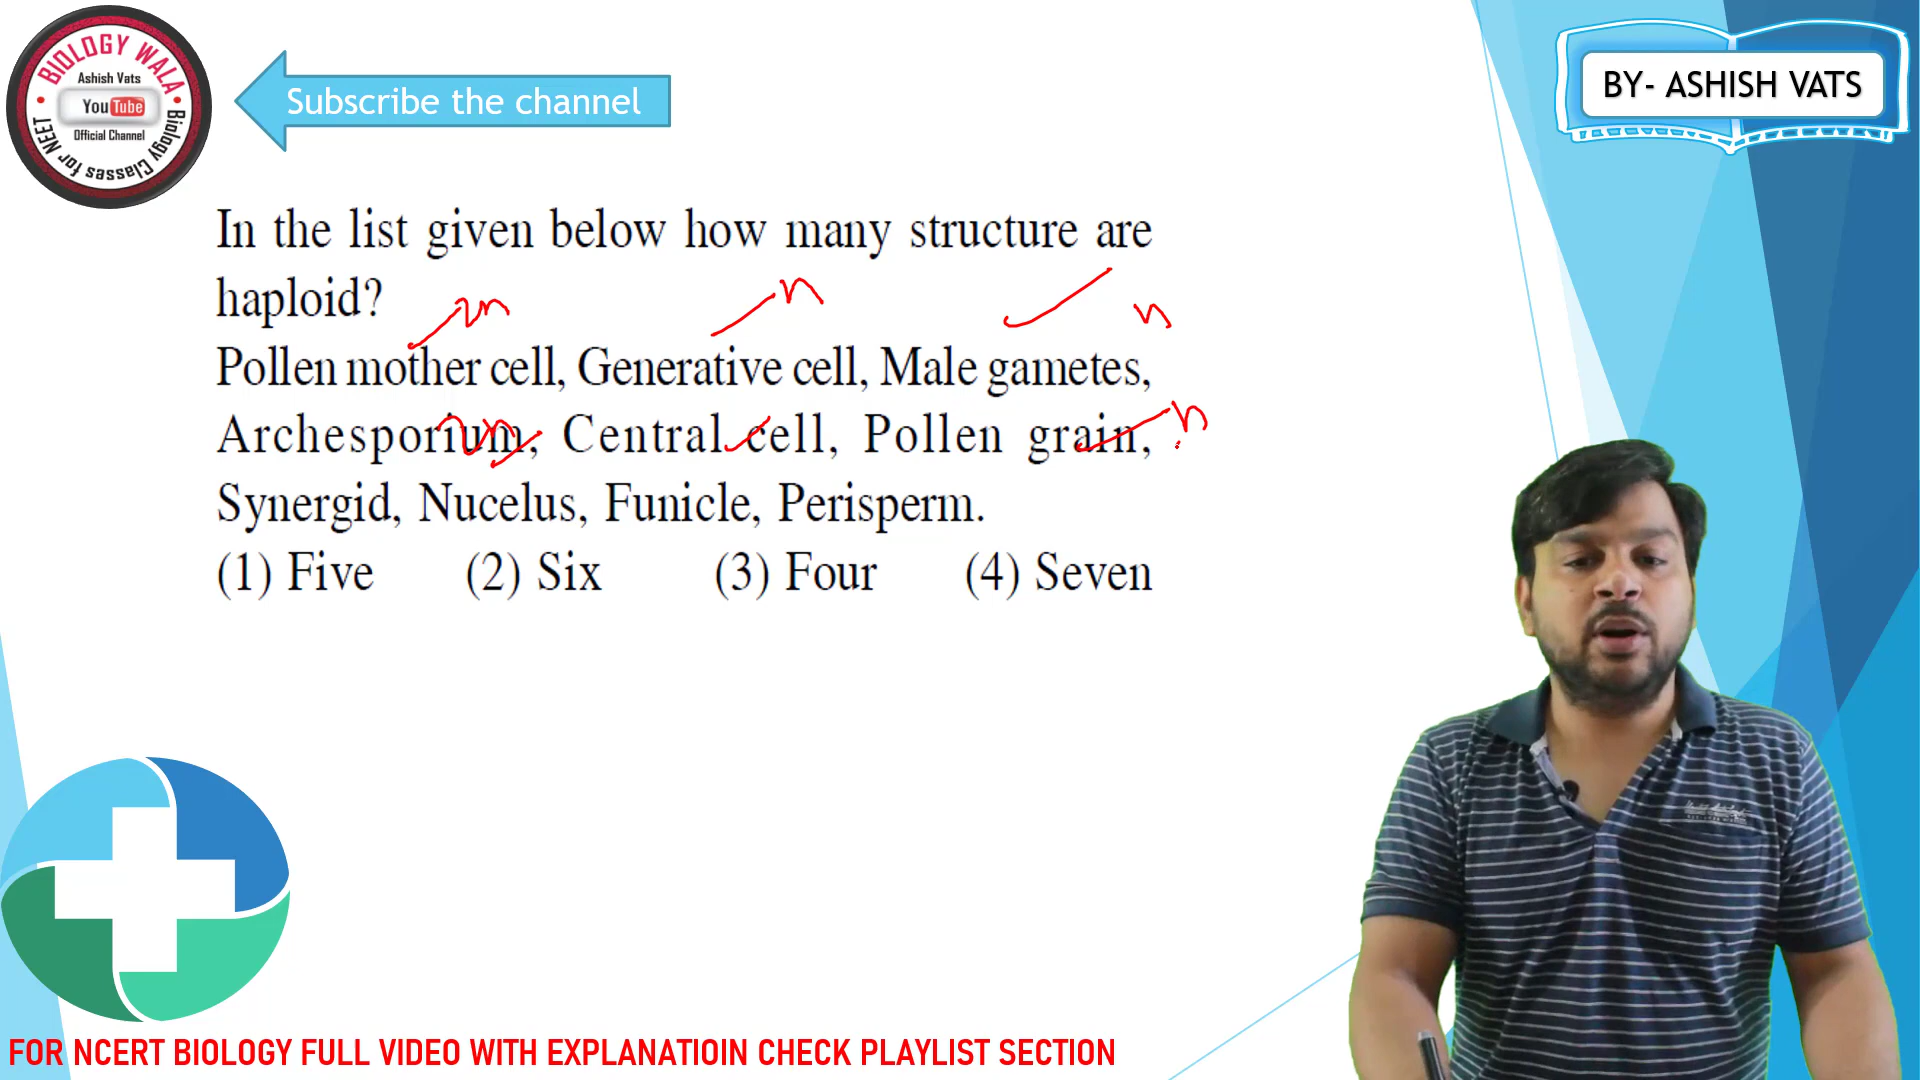 BIOLOGY WALA
Ashish Vats
YouTube
Official Channel
Biology Classes for NEET
Subscribe the channel
BY- ASHISH VATS
In the list given below how many structure are
haploid?
2n n n
Pollen mother cell, Generative cell, Male gametes,
2n n
Archesporium, Central cell, Pollen grain,
Synergid, Nucelus, Funicle, Perisperm.
(1) Five (2) Six (3) Four (4) Seven
FOR NCERT BIOLOGY FULL VIDEO WITH EXPLANATIOIN CHECK PLAYLIST SECTION